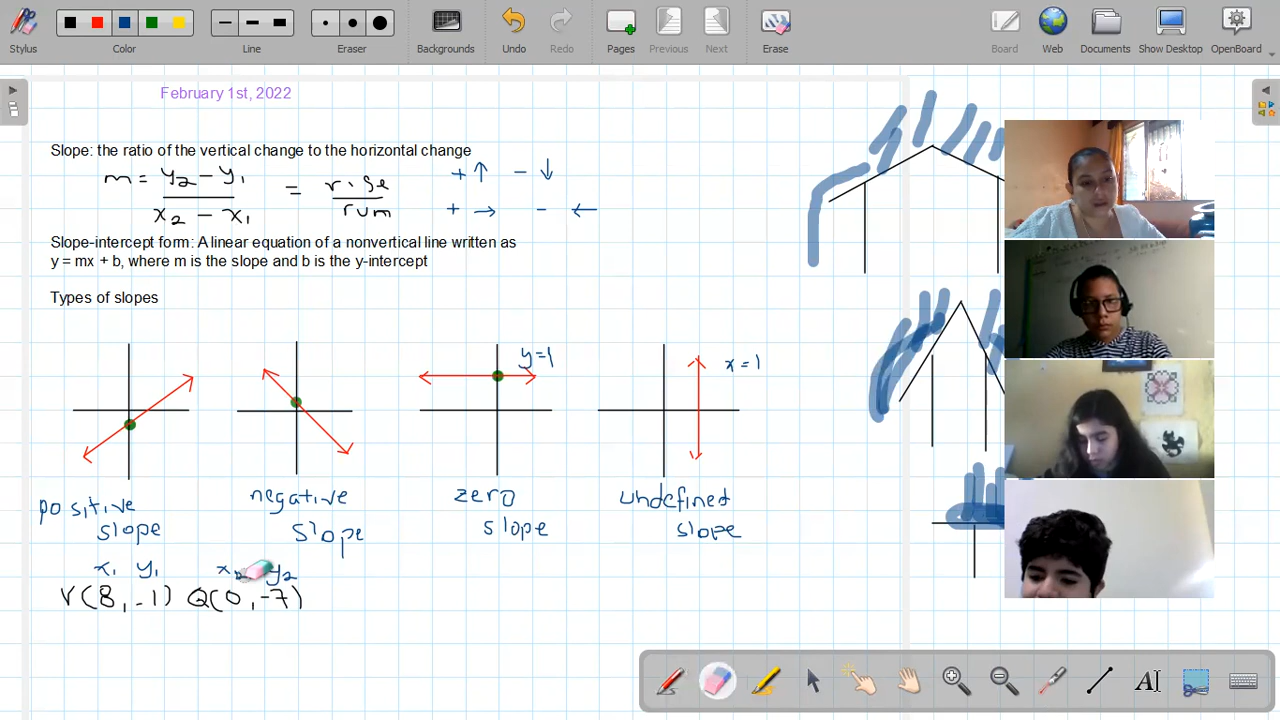 Stylus
Color
Line
Eraser
Backgrounds
Undo
Redo
Pages
Previous
Next
Erase
Board
Web
Documents
Show Desktop
OpenBoard
February 1st, 2022
Slope: the ratio of the vertical change to the horizontal change
m = y₂ - y₁ / x₂ - x₁ = rise / rum
+ ↑ - ↓
+ → - ←
Slope-intercept form: A linear equation of a nonvertical line written as
y = mx + b, where m is the slope and b is the y-intercept
Types of slopes
y=1
x=1
positive
slope
negative
slope
zero
slope
undefined
slope
x₁ y₁ x₂ y₂
V(8,-1) Q(0,-7)
AI